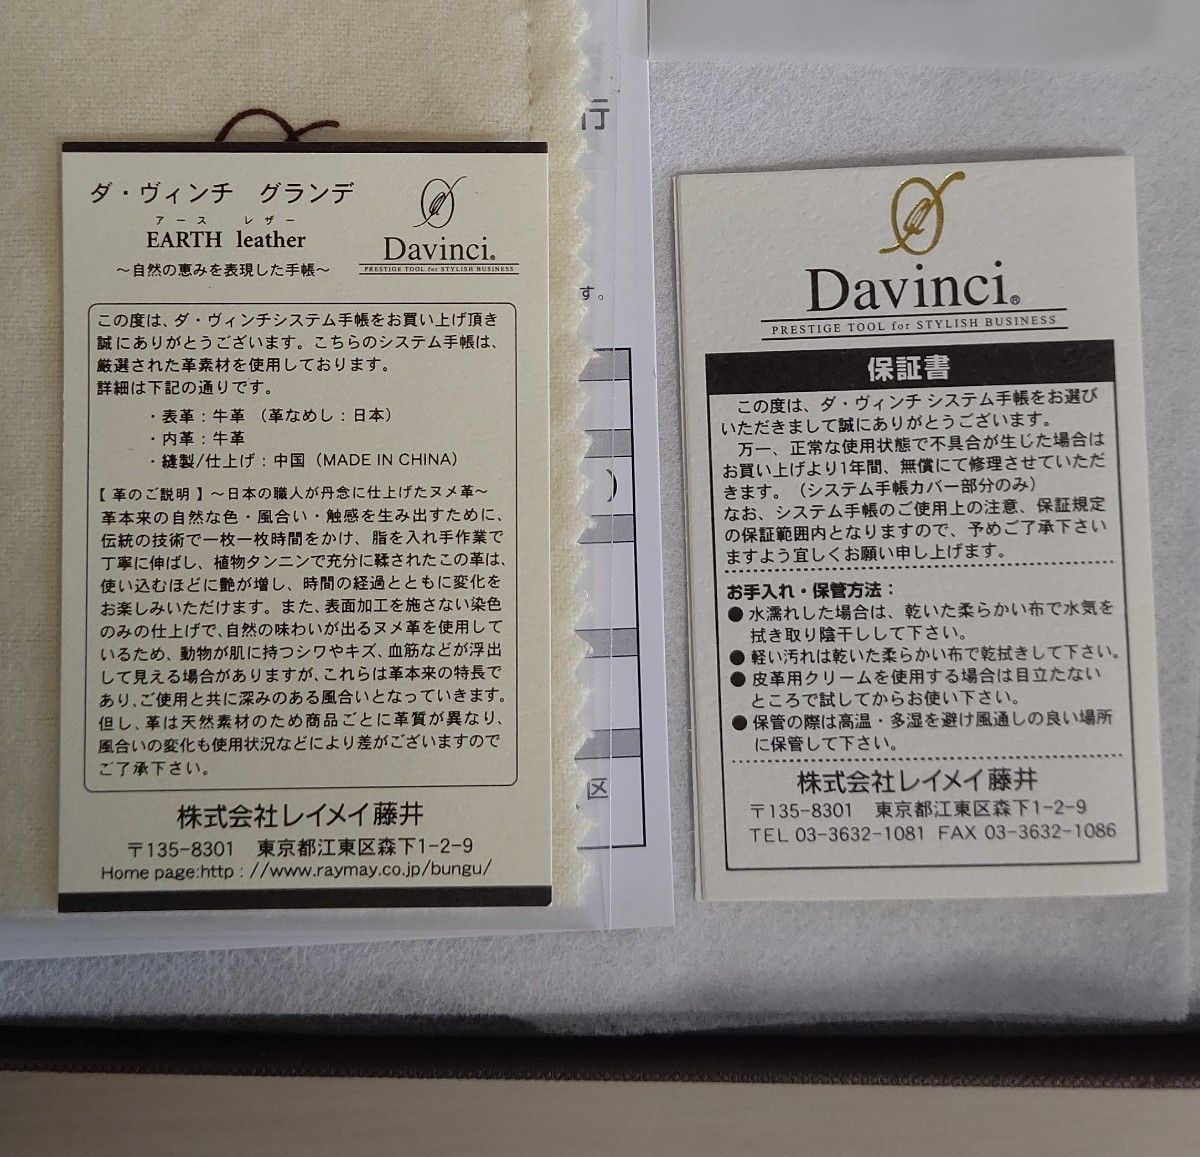 ダ・ヴィンチ グランデ
アース レザー
EARTH leather
～自然の恵みを表現した手帳～
Davinci®
PRESTIGE TOOL for STYLISH BUSINESS
この度は、ダ・ヴィンチシステム手帳をお買い上げ頂き
誠にありがとうございます。こちらのシステム手帳は、
厳選された革素材を使用しております。
詳細は下記の通りです。
・表革：牛革 （革なめし：日本）
・内革：牛革
・縫製/仕上げ：中国（MADE IN CHINA）
【 革のご説明 】～日本の職人が丹念に仕上げたヌメ革～
革本来の自然な色・風合い・触感を生み出すために、
伝統の技術で一枚一枚時間をかけ、脂を入れ手作業で
丁寧に伸ばし、植物タンニンで充分に鞣されたこの革は、
使い込むほどに艶が増し、時間の経過とともに変化を
お楽しみいただけます。また、表面加工を施さない染色
のみの仕上げで、自然の味わいが出るヌメ革を使用して
いるため、動物が肌に持つシワやキズ、血筋などが浮出
して見える場合がありますが、これらは革本来の特長で
あり、ご使用と共に深みのある風合いとなっていきます。
但し、革は天然素材のため商品ごとに革質が異なり、
風合いの変化も使用状況などにより差がございますので
ご了承下さい。
株式会社レイメイ藤井
〒135-8301 東京都江東区森下1-2-9
Home page:http：//www.raymay.co.jp/bungu/
行
す。
）
区
Davinci®
PRESTIGE TOOL for STYLISH BUSINESS
保証書
この度は、ダ・ヴィンチ システム手帳をお選び
いただきまして誠にありがとうございます。
万一、正常な使用状態で不具合が生じた場合は
お買い上げより1年間、無償にて修理させていただ
きます。（システム手帳カバー部分のみ）
なお、システム手帳のご使用上の注意、保証規定
の保証範囲内となりますので、予めご了承下さい
ますよう宜しくお願い申し上げます。
お手入れ・保管方法：
●水濡れした場合は、乾いた柔らかい布で水気を
拭き取り陰干しして下さい。
●軽い汚れは乾いた柔らかい布で乾拭きして下さい。
●皮革用クリームを使用する場合は目立たない
ところで試してからお使い下さい。
●保管の際は高温・多湿を避け風通しの良い場所
に保管して下さい。
株式会社レイメイ藤井
〒135-8301 東京都江東区森下1-2-9
TEL 03-3632-1081 FAX 03-3632-1086